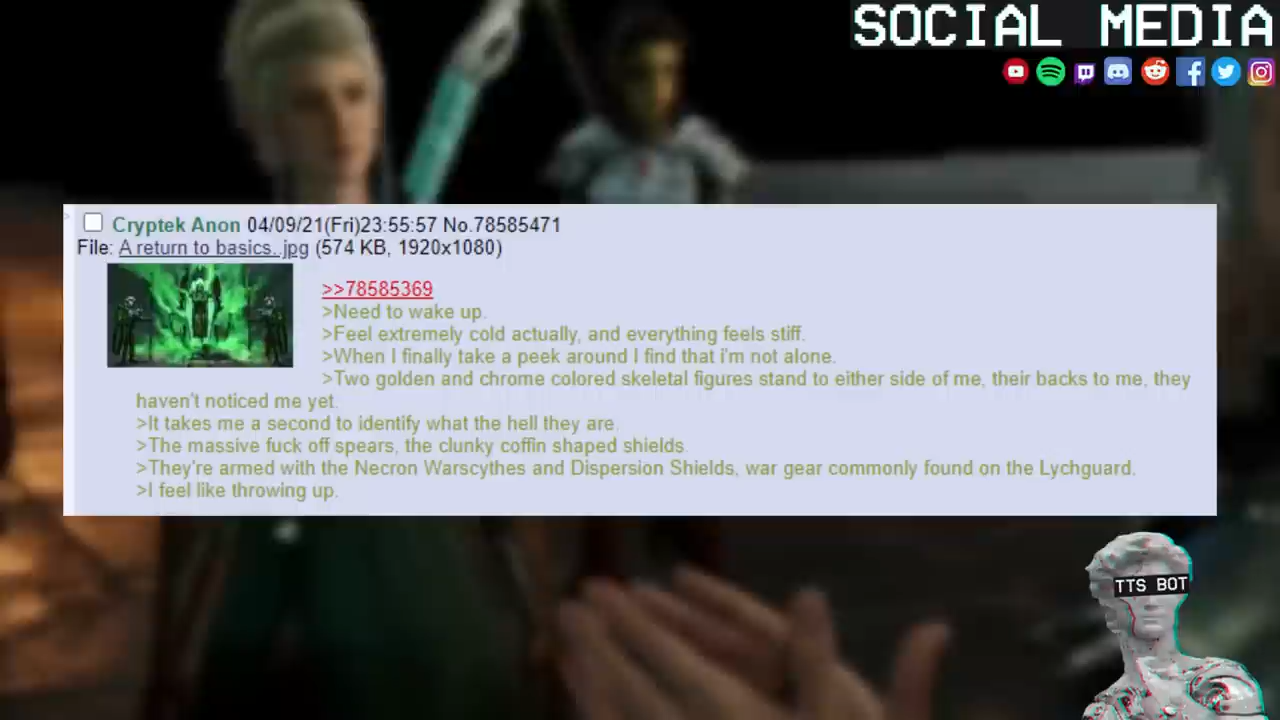 SOCIAL MEDIA
Cryptek Anon 04/09/21(Fri)23:55:57 No.78585471
File: A return to basics..jpg (574 KB, 1920x1080)
>>78585369
>Need to wake up.
>Feel extremely cold actually, and everything feels stiff.
>When I finally take a peek around I find that i'm not alone.
>Two golden and chrome colored skeletal figures stand to either side of me, their backs to me, they
haven't noticed me yet.
>It takes me a second to identify what the hell they are.
>The massive fuck off spears, the clunky coffin shaped shields.
>They're armed with the Necron Warscythes and Dispersion Shields, war gear commonly found on the Lychguard.
>I feel like throwing up.
TTS BOT